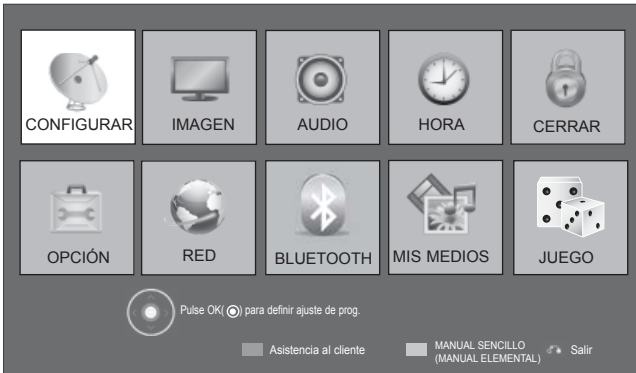 CONFIGURAR
IMAGEN
AUDIO
HORA
CERRAR
OPCIÓN
RED
BLUETOOTH
MIS MEDIOS
JUEGO
Pulse OK( ) para definir ajuste de prog.
Asistencia al cliente
MANUAL SENCILLO
(MANUAL ELEMENTAL)
Salir